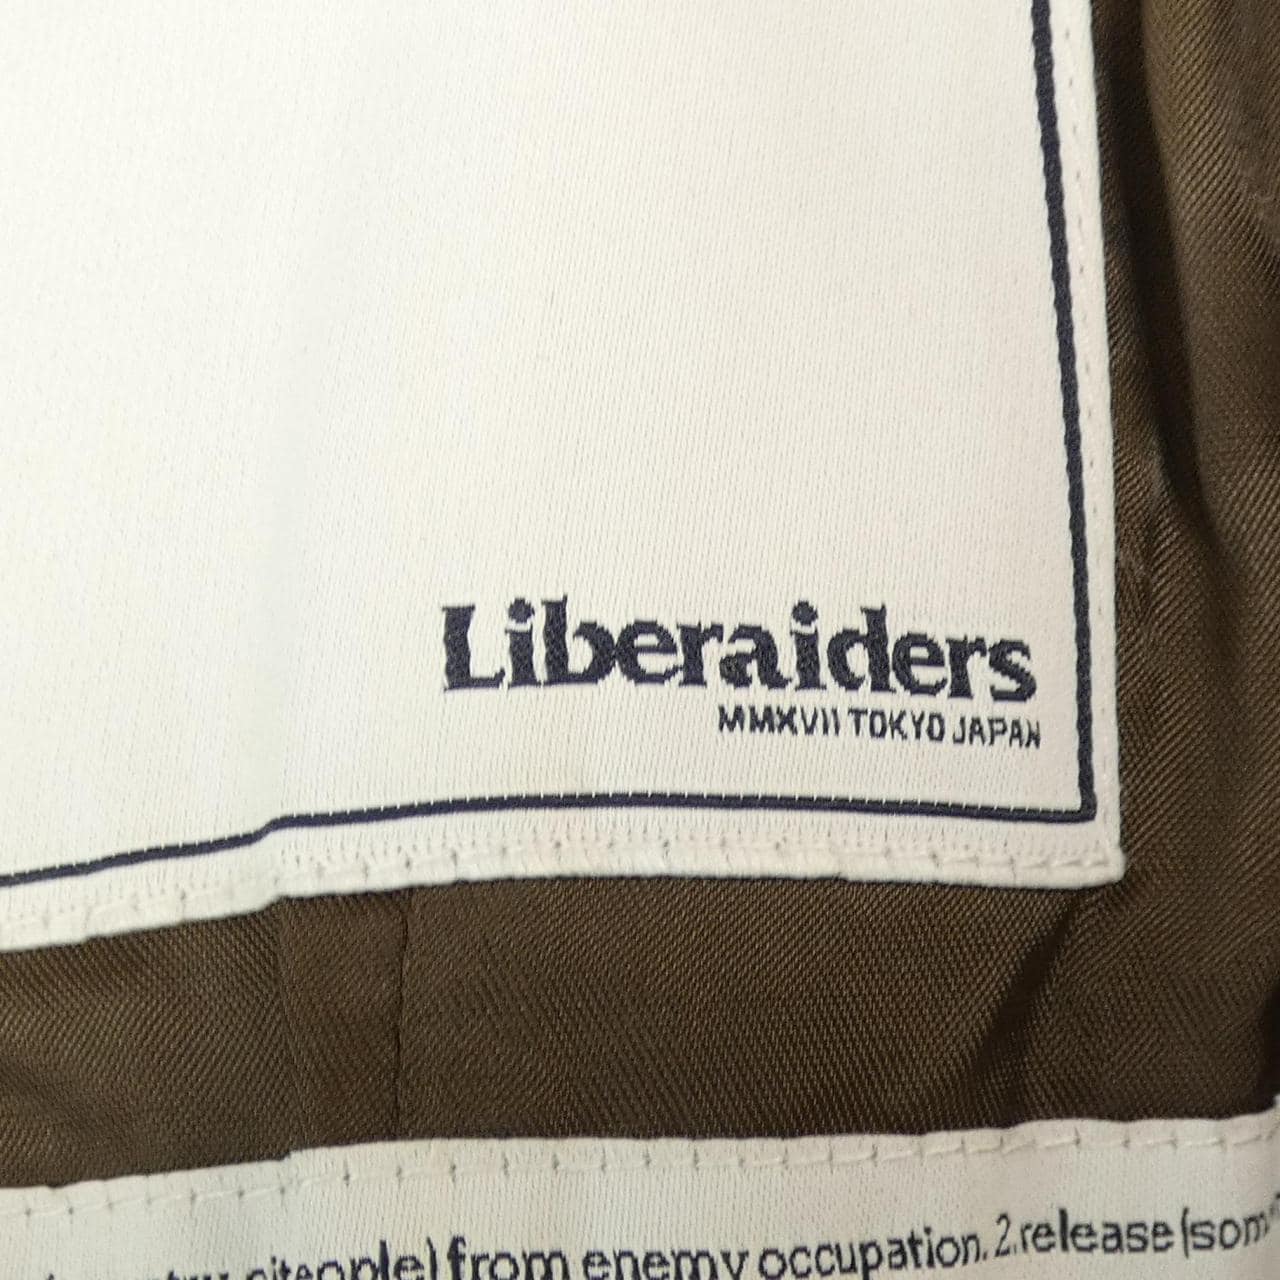 Liberaiders
MMXVII TOKYO JAPAN
from enemy occupation. 2.release